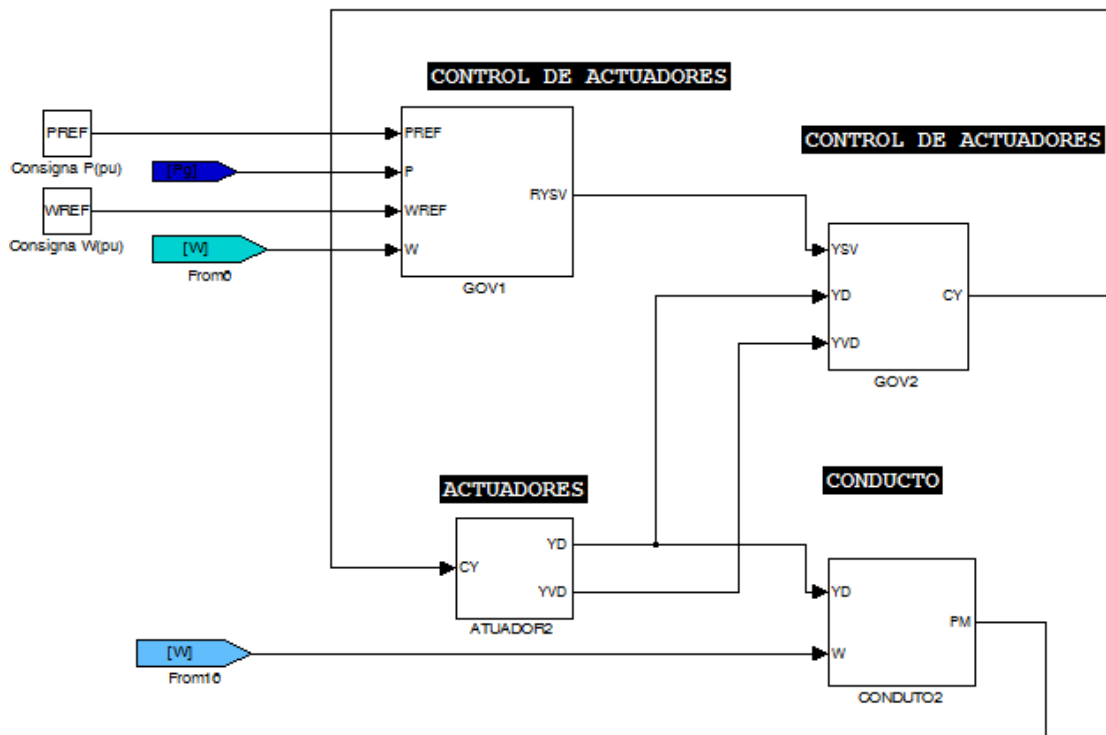 CONTROL DE ACTUADORES
PREF
Consigna P(pu)
[Pg]
WREF
Consigna W(pu)
[W]
From6
PREF
P
WREF
W
RYSV
GOV1
CONTROL DE ACTUADORES
YSV
YD
YVD
CY
GOV2
ACTUADORES
CY
YD
YVD
ATUADOR2
CONDUCTO
YD
W
PM
CONDUTO2
[W]
From16